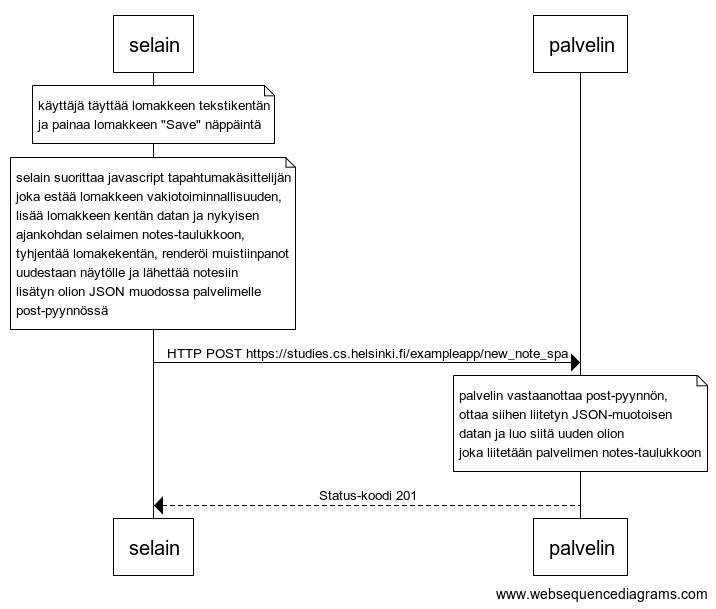 selain
palvelin
käyttäjä täyttää lomakkeen tekstikentän
ja painaa lomakkeen "Save" näppäintä
selain suorittaa javascript tapahtumakäsittelijän
joka estää lomakkeen vakiotoiminnallisuuden,
lisää lomakkeen kentän datan ja nykyisen
ajankohdan selaimen notes-taulukkoon,
tyhjentää lomakekentän, renderöi muistiinpanot
uudestaan näytölle ja lähettää notesiin
lisätyn olion JSON muodossa palvelimelle
post-pyynnössä
HTTP POST https://studies.cs.helsinki.fi/exampleapp/new_note_spa
palvelin vastaanottaa post-pyynnön,
ottaa siihen liitetyn JSON-muotoisen
datan ja luo siitä uuden olion
joka liitetään palvelimen notes-taulukkoon
Status-koodi 201
selain
palvelin
www.websequencediagrams.com